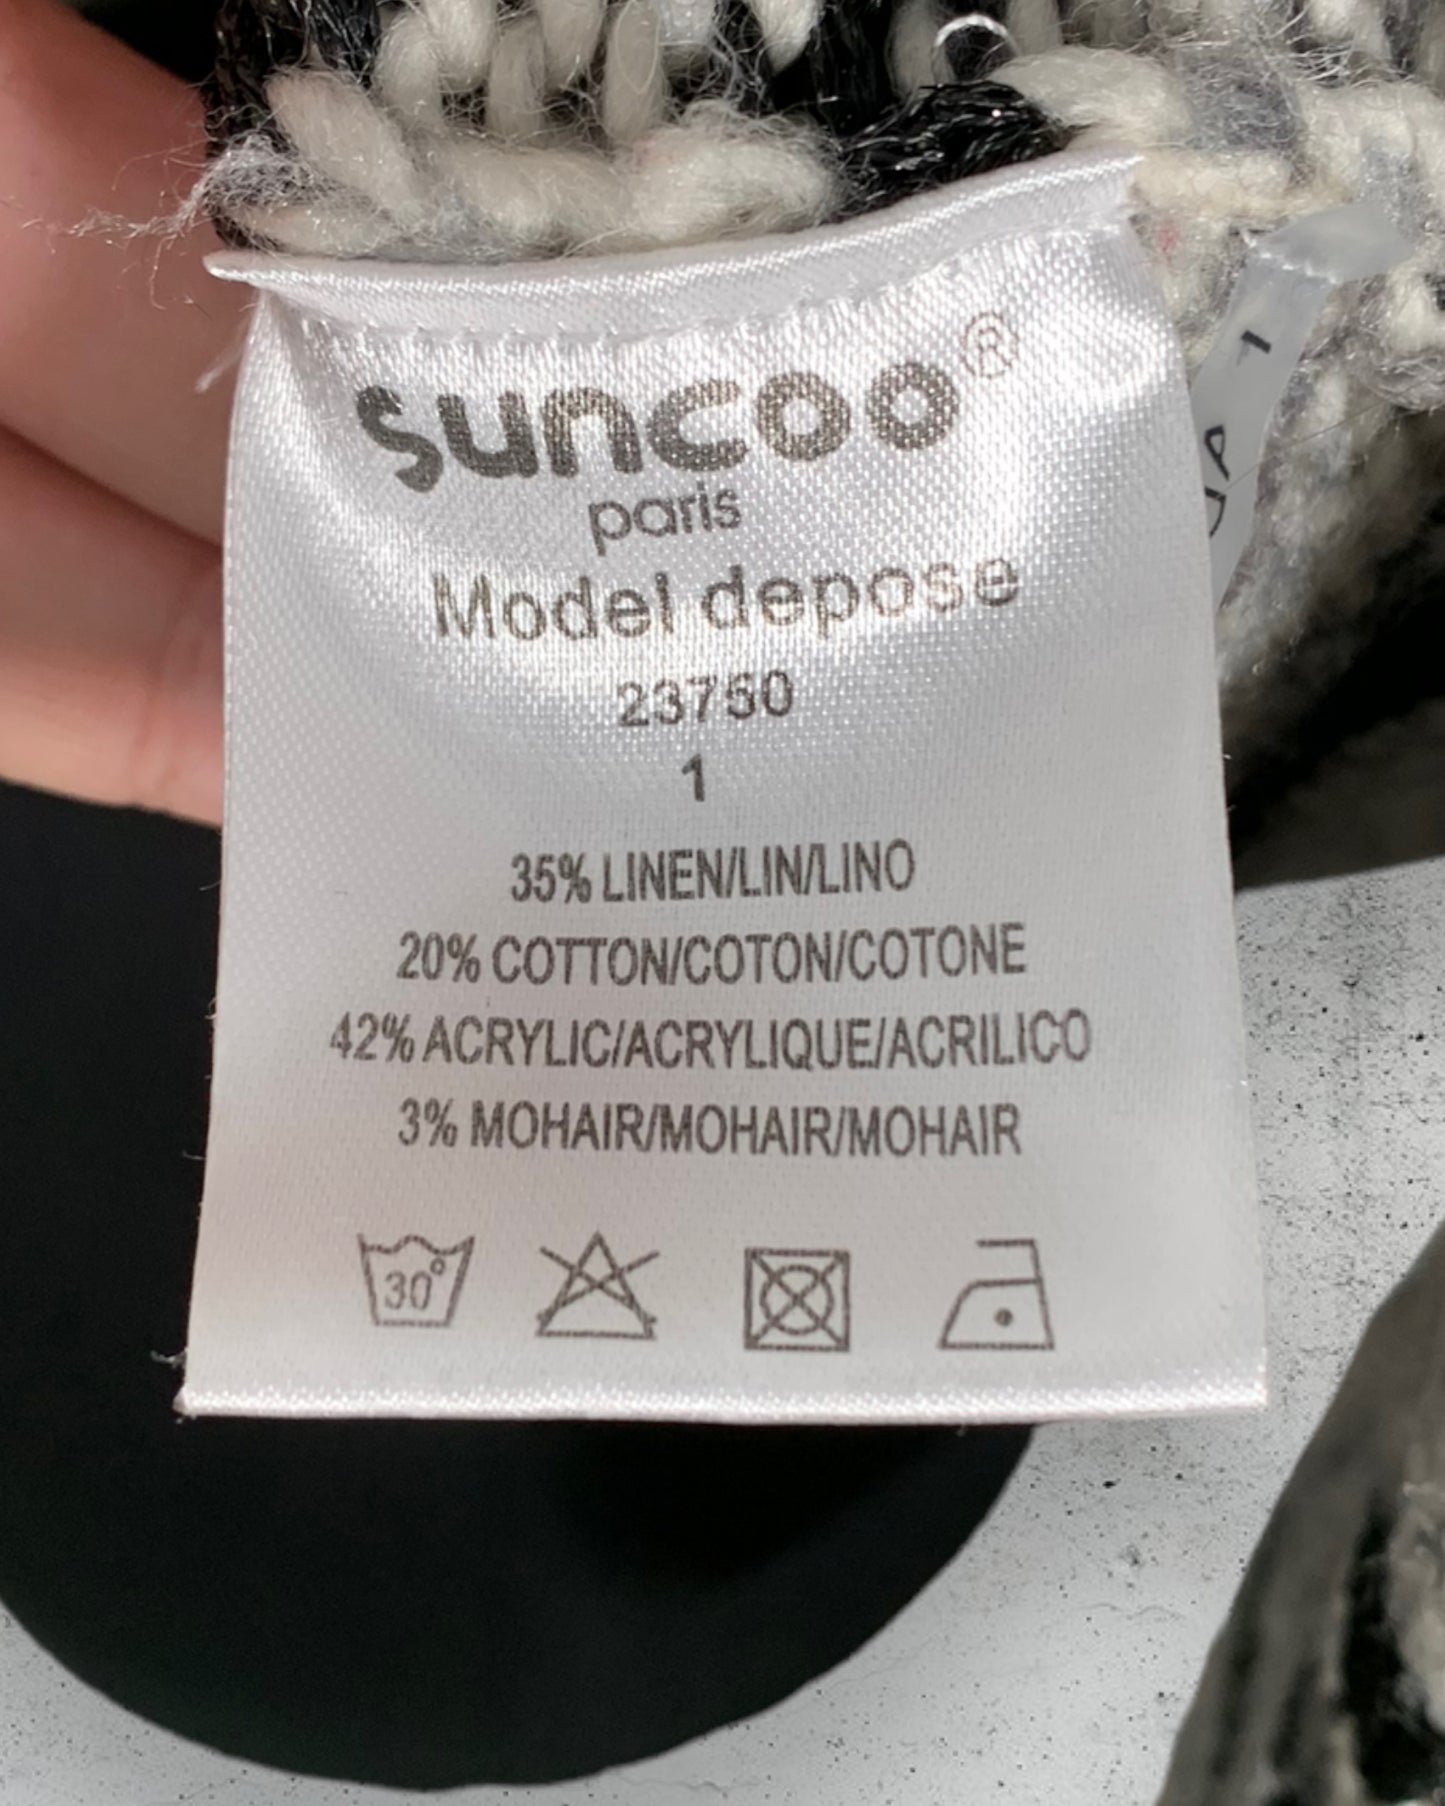 suncoo®
paris
Model depose
23750
1
35% LINEN/LIN/LINO
20% COTTON/COTON/COTONE
42% ACRYLIC/ACRYLIQUE/ACRILICO
3% MOHAIR/MOHAIR/MOHAIR
30°
1